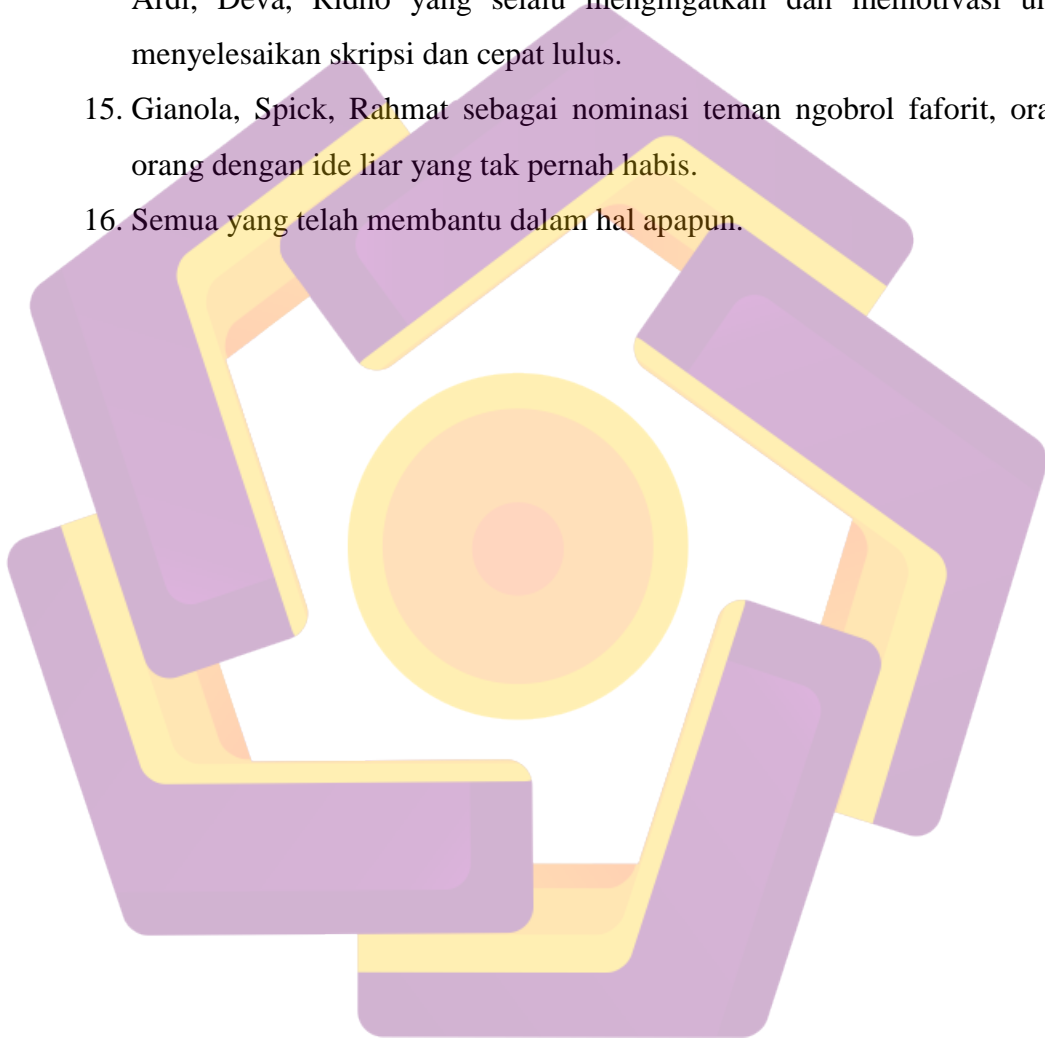 Ardi, Deva, Ridho yang selalu mengingatkan dan memotivasi un
menyelesaikan skripsi dan cepat lulus.
15. Gianola, Spick, Rahmat sebagai nominasi teman ngobrol faforit, ora
orang dengan ide liar yang tak pernah habis.
16. Semua yang telah membantu dalam hal apapun.